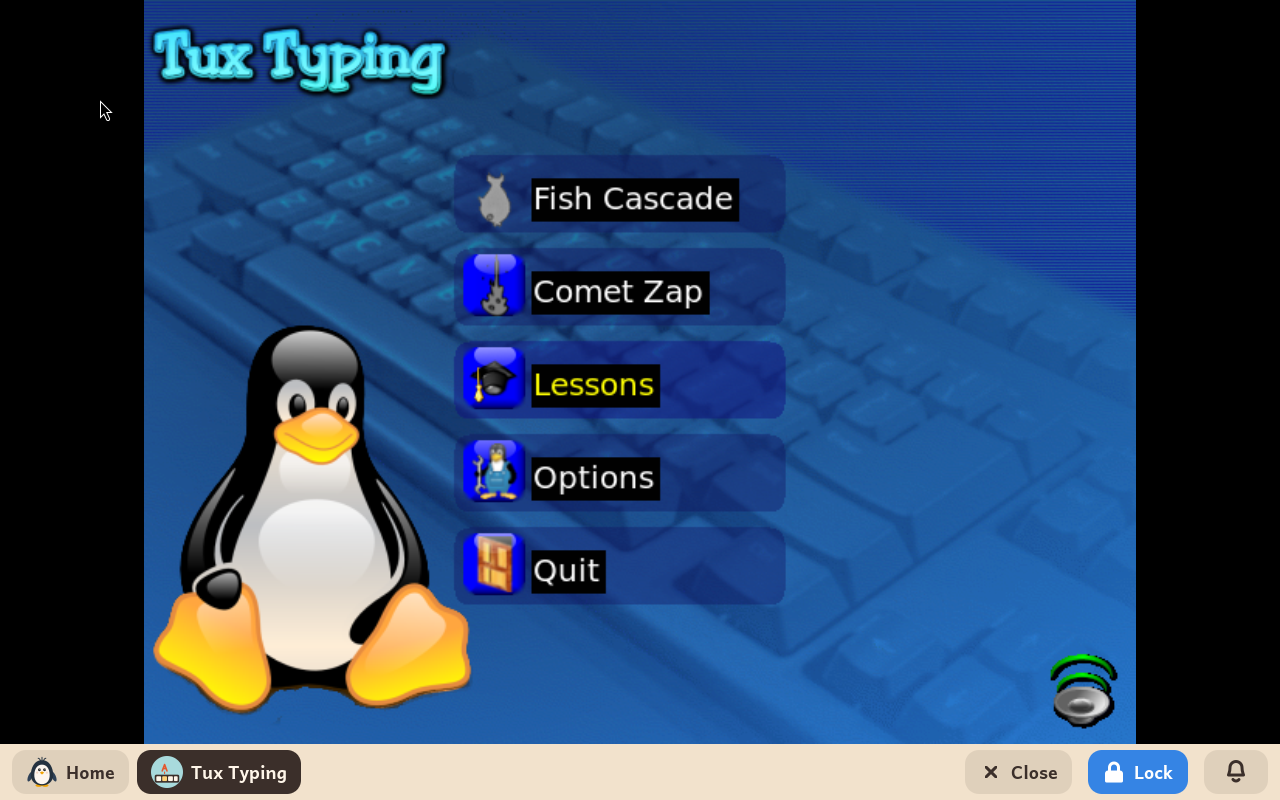 Tux Typing
Fish Cascade
Comet Zap
Lessons
Options
Quit
Home
Tux Typing
Close
Lock